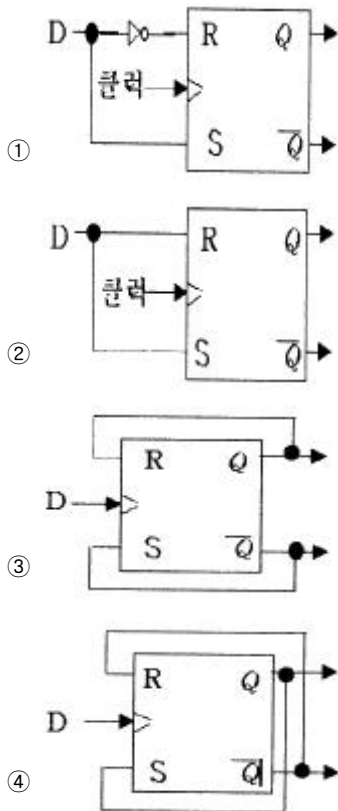 D R Q
클럭
① S Q̅
D R Q
클럭
② S Q̅
R Q
D
③ S Q̅
R Q
D
④ S Q̅